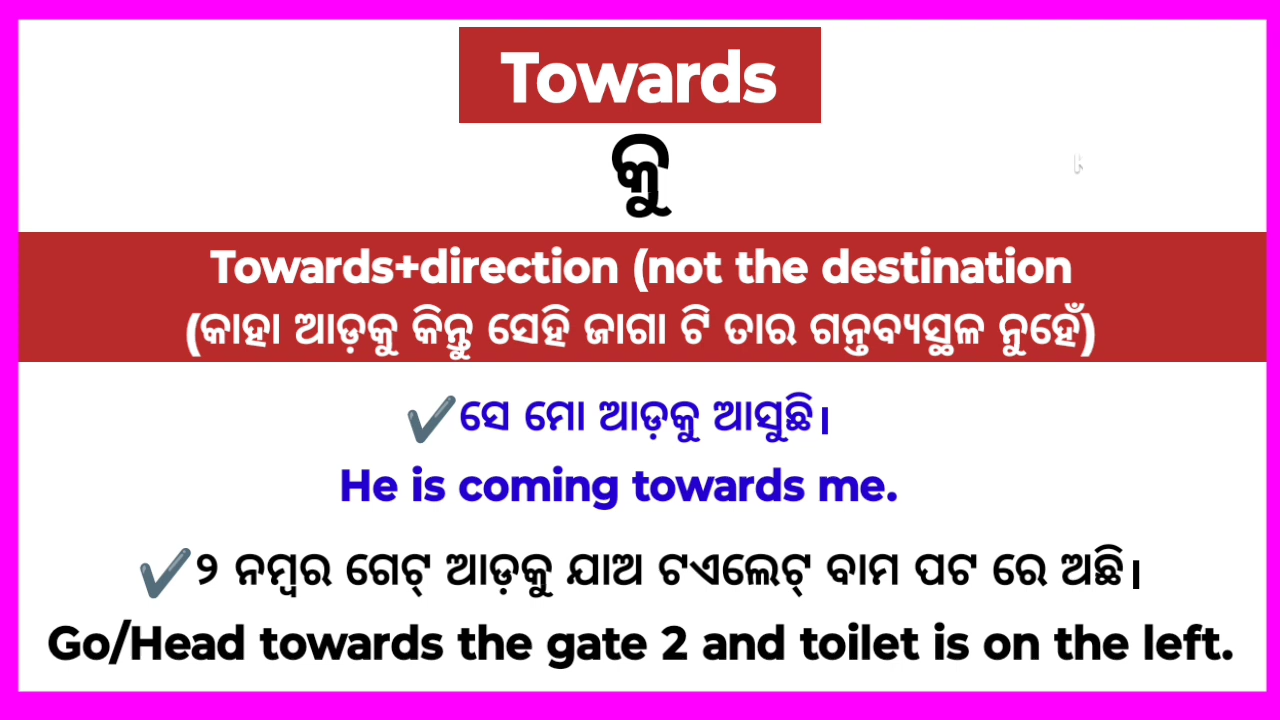 Towards
କୁ
Towards+direction (not the destination
(କାହା ଆଡ଼କୁ କିନ୍ତୁ ସେହି ଜାଗା ଟି ତାର ଗନ୍ତବ୍ୟସ୍ଥଳ ନୁହେଁ)
✔ସେ ମୋ ଆଡ଼କୁ ଆସୁଛି।
He is coming towards me.
✔୨ ନମ୍ବର ଗେଟ୍ ଆଡ଼କୁ ଯାଅ ଟଏଲେଟ୍ ବାମ ପଟ ରେ ଅଛି।
Go/Head towards the gate 2 and toilet is on the left.